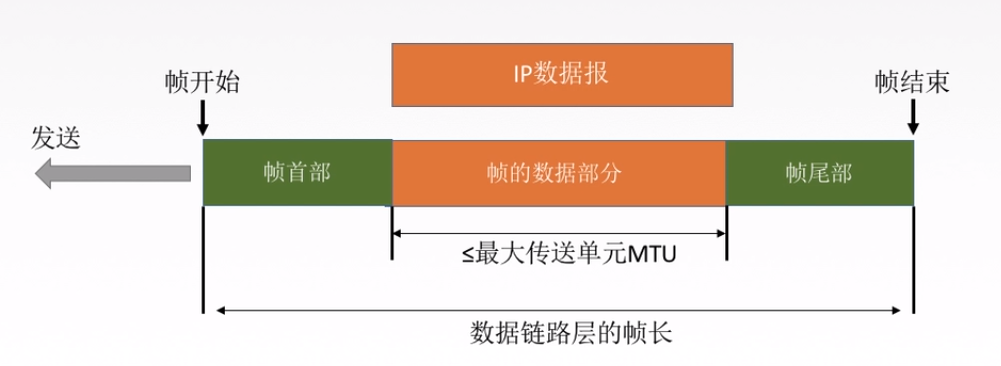 IP数据报
帧开始
帧结束
发送
帧首部
帧的数据部分
帧尾部
≤最大传送单元MTU
数据链路层的帧长